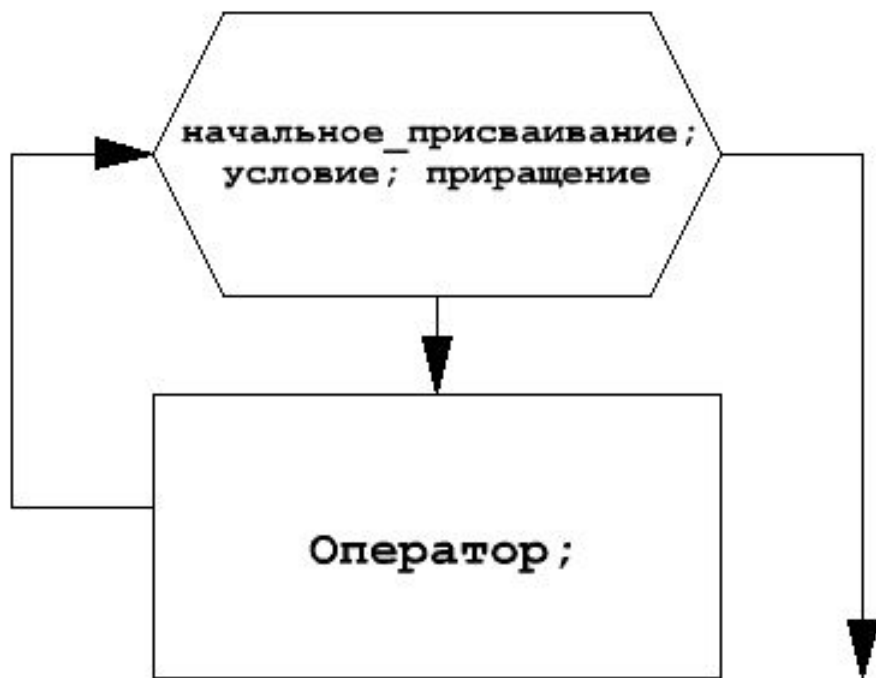 начальное_присваивание;
условие; приращение
Оператор;